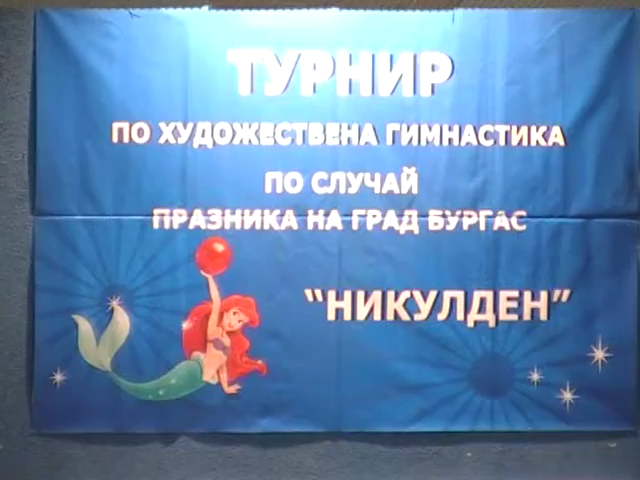 ТУРНИР
ПО ХУДОЖЕСТВЕНА ГИМНАСТИКА
ПО СЛУЧАЙ
ПРАЗНИКА НА ГРАД БУРГАС
“НИКУЛДЕН”